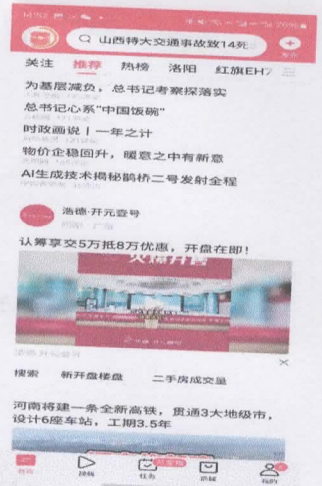 山西特大交通事故致14死
关注 推荐 热榜 洛阳 红旗EH7
为基层减负，总书记考察探落实
总书记心系“中国饭碗”
时政画说丨一年之计
物价企稳回升，暖意之中有新意
AI生成技术揭秘鹊桥二号发射全程
浩德·开元壹号
认筹享交5万抵8万优惠，开盘在即！
火爆开售
搜索 新开盘楼盘 二手房成交量
河南将建一条全新高铁，贯通3大地级市，
设计6座车站，工期3.5年
任务
我的